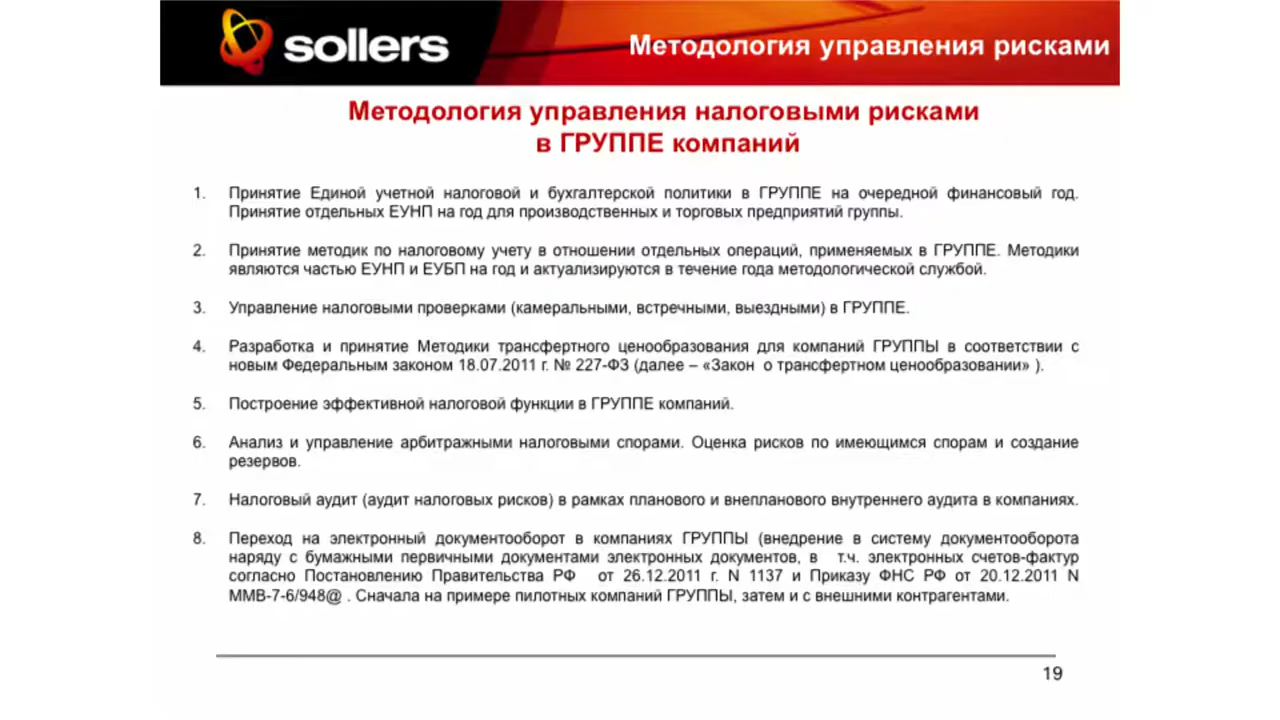 sollers
Методология управления рисками
Методология управления налоговыми рисками
в ГРУППЕ компаний
1. Принятие Единой учетной налоговой и бухгалтерской политики в ГРУППЕ на очередной финансовый год.
Принятие отдельных ЕУНП на год для производственных и торговых предприятий группы.
2. Принятие методик по налоговому учету в отношении отдельных операций, применяемых в ГРУППЕ. Методики
являются частью ЕУНП и ЕУБП на год и актуализируются в течение года методологической службой.
3. Управление налоговыми проверками (камеральными, встречными, выездными) в ГРУППЕ.
4. Разработка и принятие Методики трансфертного ценообразования для компаний ГРУППЫ в соответствии с
новым Федеральным законом 18.07.2011 г. № 227-ФЗ (далее – «Закон о трансфертном ценообразовании» ).
5. Построение эффективной налоговой функции в ГРУППЕ компаний.
6. Анализ и управление арбитражными налоговыми спорами. Оценка рисков по имеющимся спорам и создание
резервов.
7. Налоговый аудит (аудит налоговых рисков) в рамках планового и внепланового внутреннего аудита в компаниях.
8. Переход на электронный документооборот в компаниях ГРУППЫ (внедрение в систему документооборота
наряду с бумажными первичными документами электронных документов, в т.ч. электронных счетов-фактур
согласно Постановлению Правительства РФ от 26.12.2011 г. N 1137 и Приказу ФНС РФ от 20.12.2011 N
ММВ-7-6/948@ . Сначала на примере пилотных компаний ГРУППЫ, затем и с внешними контрагентами.
19